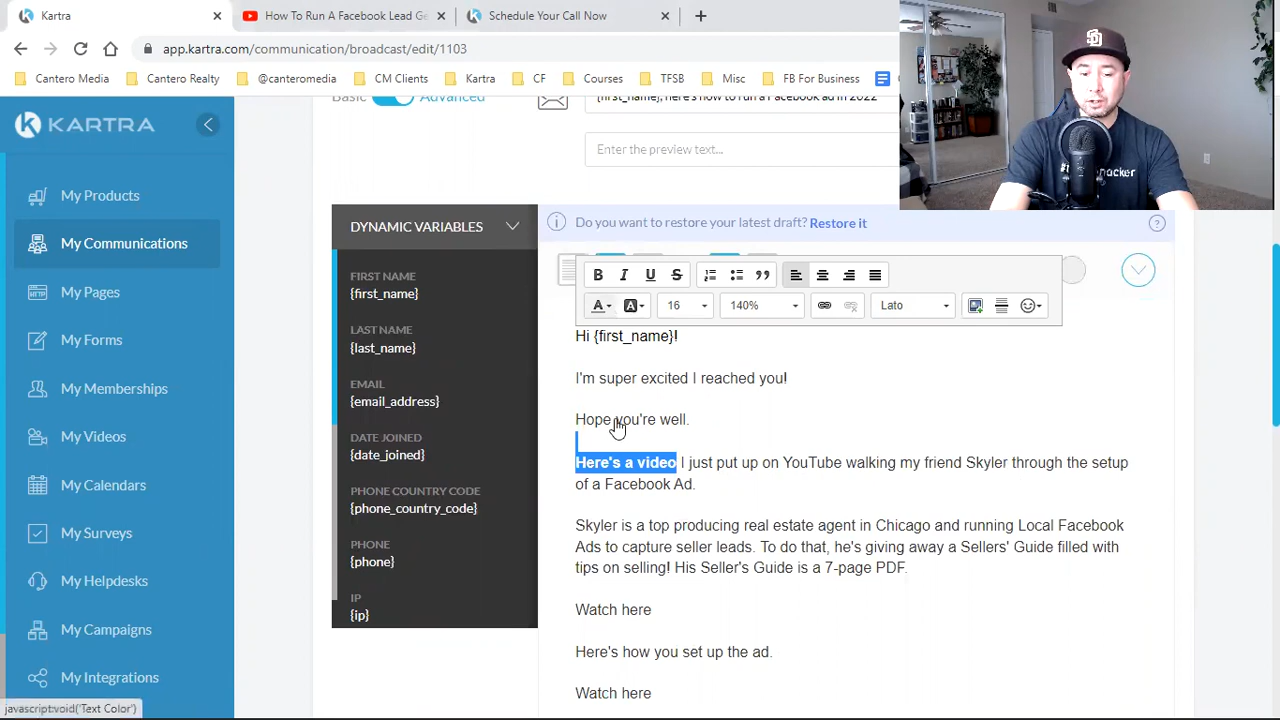 Kartra
How To Run A Facebook Lead Ge
Schedule Your Call Now
app.kartra.com/communication/broadcast/edit/1103
Cantero Media
Cantero Realty
@canteromedia
CM Clients
Kartra
CF
Courses
TFSB
Misc
FB For Business
KARTRA
My Products
My Communications
My Pages
My Forms
My Memberships
My Videos
My Calendars
My Surveys
My Helpdesks
My Campaigns
My Integrations
javascript:void('Text Color')
Basic
Advanced
{first_name}, here's how to run a Facebook ad in 2022
Enter the preview text...
DYNAMIC VARIABLES
FIRST NAME
{first_name}
LAST NAME
{last_name}
EMAIL
{email_address}
DATE JOINED
{date_joined}
PHONE COUNTRY CODE
{phone_country_code}
PHONE
{phone}
IP
{ip}
Do you want to restore your latest draft? Restore it
B I U S
A A 16 140% Lato
Hi {first_name}!
I'm super excited I reached you!
Hope you're well.
Here's a video I just put up on YouTube walking my friend Skyler through the setup
of a Facebook Ad.
Skyler is a top producing real estate agent in Chicago and running Local Facebook
Ads to capture seller leads. To do that, he's giving away a Sellers' Guide filled with
tips on selling! His Seller's Guide is a 7-page PDF.
Watch here
Here's how you set up the ad.
Watch here